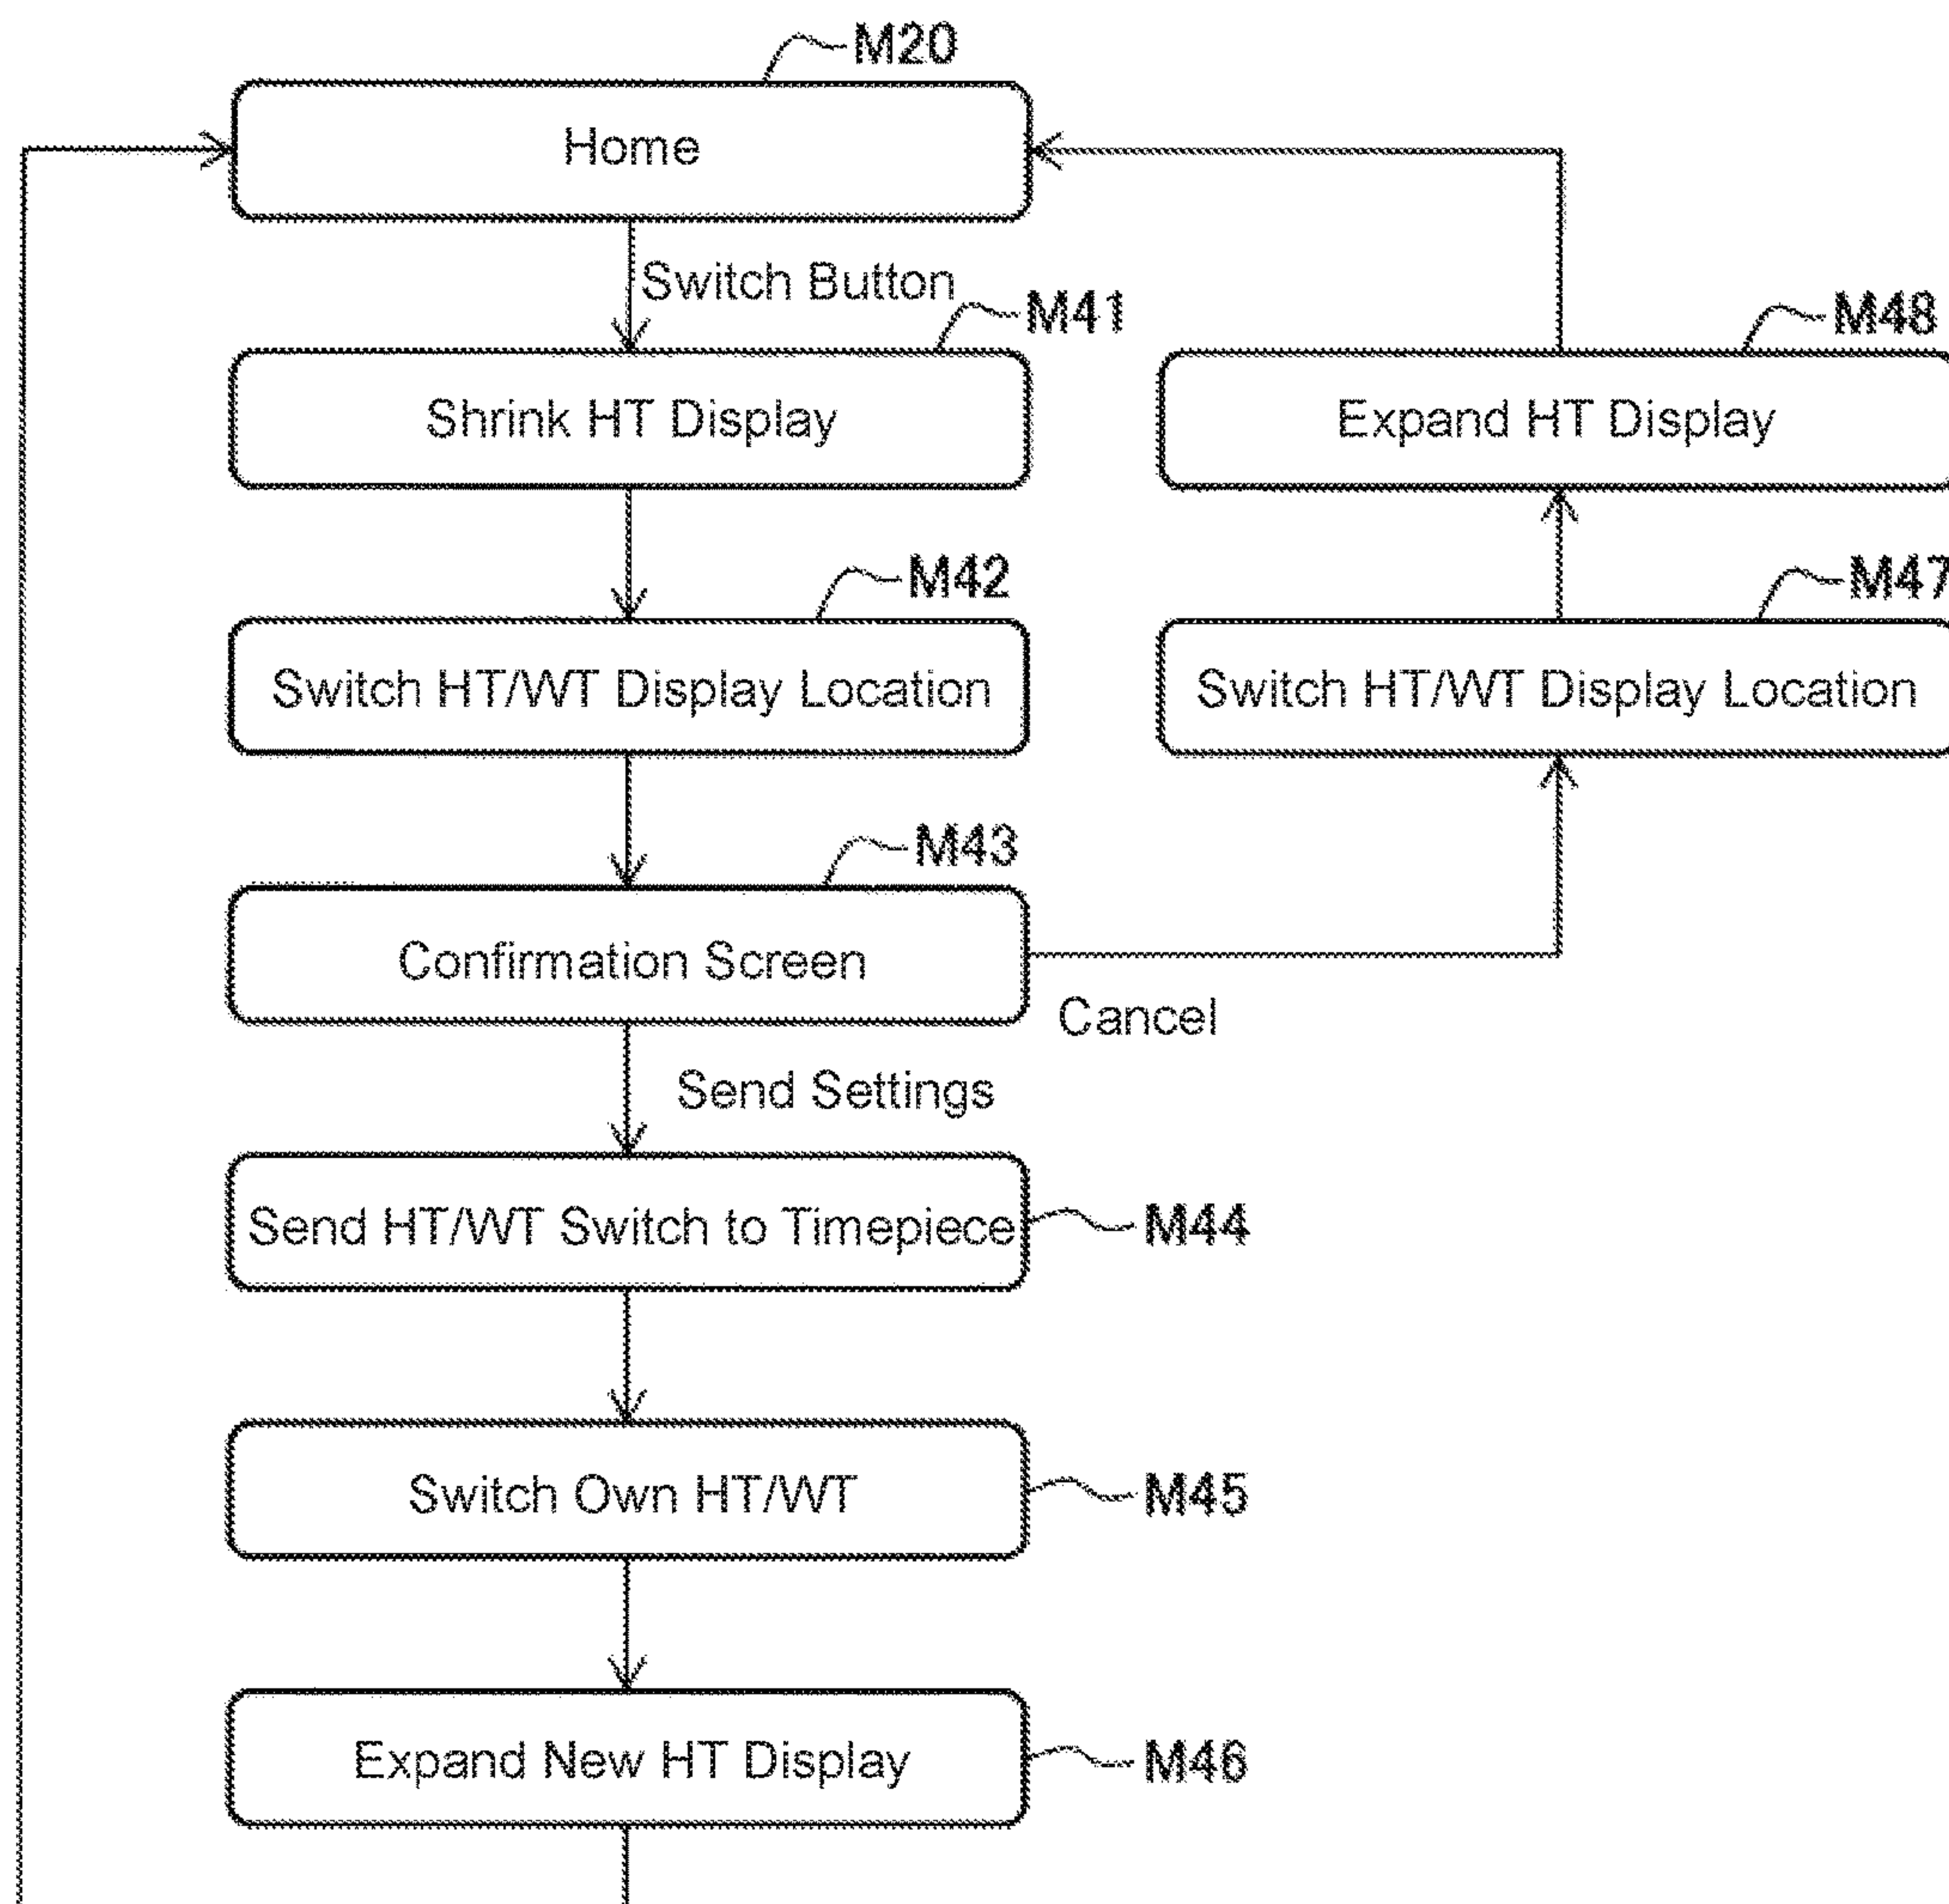 M20
Home
Switch Button
M41
M48
Shrink HT Display
Expand HT Display
M42
M47
Switch HT/WT Display Location
Switch HT/WT Display Location
M43
Confirmation Screen
Cancel
Send Settings
Send HT/WT Switch to Timepiece
M44
Switch Own HT/WT
M45
Expand New HT Display
M46